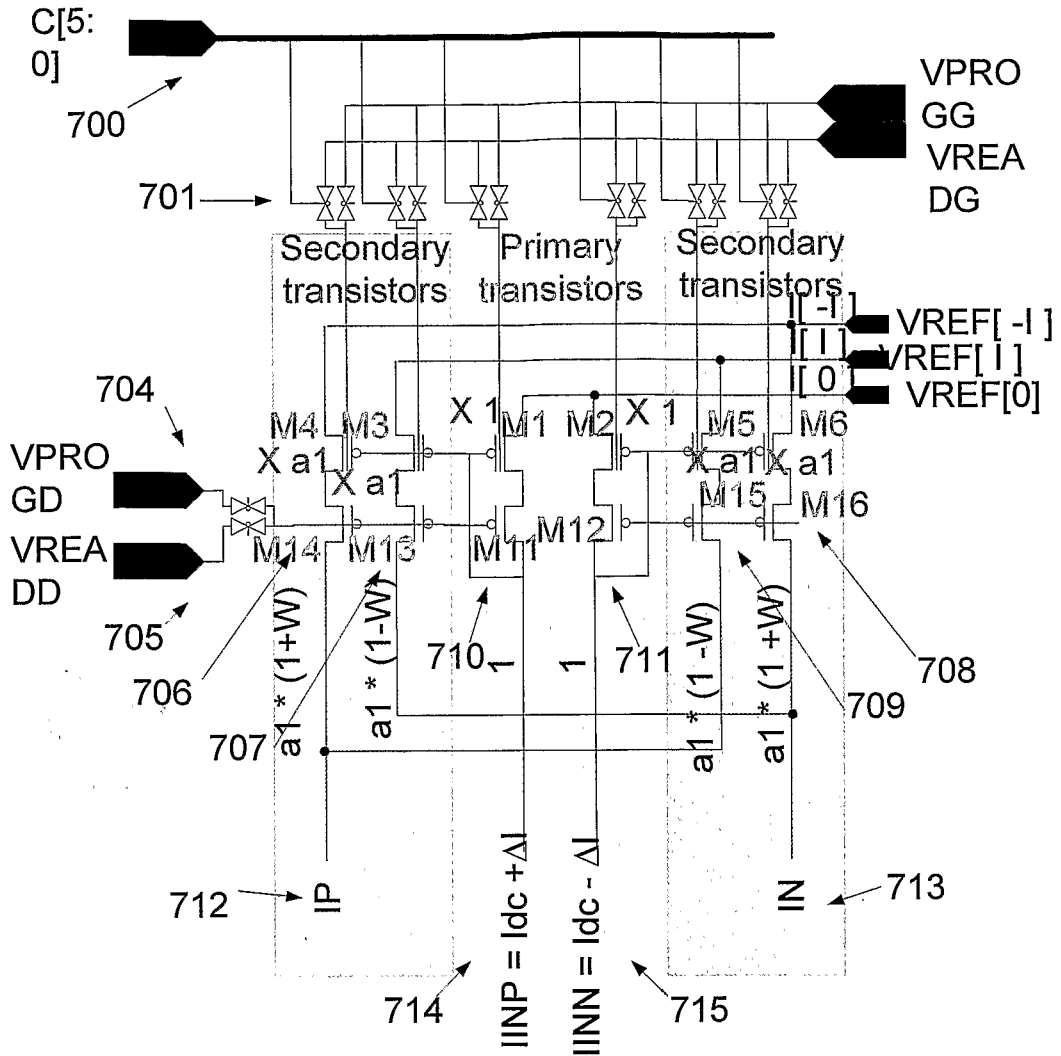 C[5:
0]
700
VPRO
GG
VREA
DG
701
Secondary
transistors
Primary
transistors
Secondary
transistors
I[ -I ]
VREF[ -I ]
I[ I ]
VREF[ I ]
I[ 0 ]
VREF[0]
704
VPRO
GD
VREA
DD
705
M4
M3
X 1
M1
M2
X 1
M5
M6
X a1
X a1
X a1
X a1
M15
M16
M14
M13
M11
M12
706
707
710
711
709
708
a1 * (1+W)
a1 * (1-W)
1
1
a1 * (1 -W)
a1 * (1 +W)
712
IP
IINP = Idc +ΔI
IINN = Idc - ΔI
IN
713
714
715